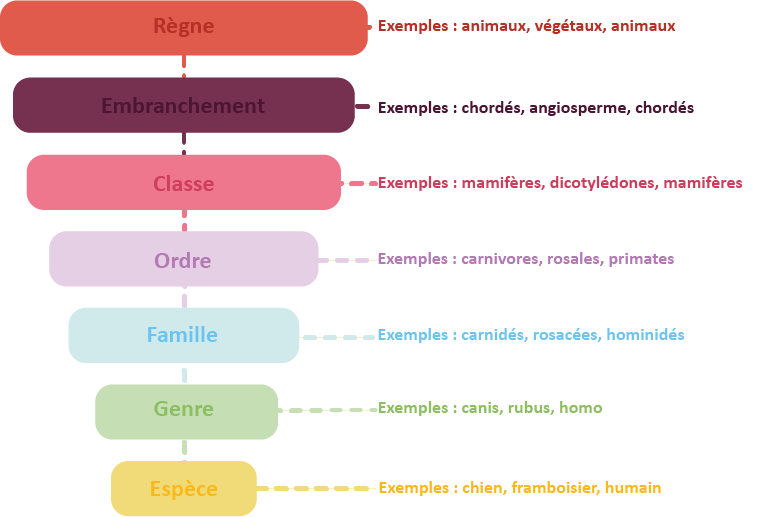 Règne
Exemples : animaux, végétaux, animaux
Embranchement
Exemples : chordés, angiosperme, chordés
Classe
Exemples : mamifères, dicotylédones, mamifères
Ordre
Exemples : carnivores, rosales, primates
Famille
Exemples : carnidés, rosacées, hominidés
Genre
Exemples : canis, rubus, homo
Espèce
Exemples : chien, framboisier, humain